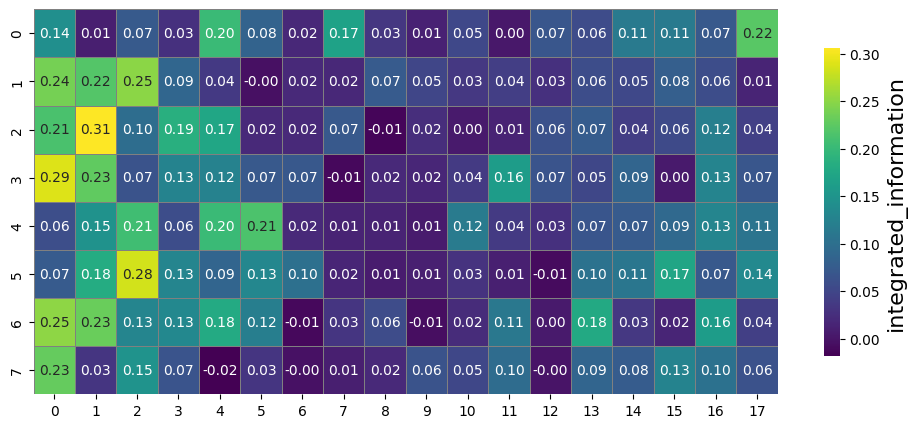 0 0.14 0.01 0.07 0.03 0.20 0.08 0.02 0.17 0.03 0.01 0.05 0.00 0.07 0.06 0.11 0.11 0.07 0.22
1 0.24 0.22 0.25 0.09 0.04 -0.00 0.02 0.02 0.07 0.05 0.03 0.04 0.03 0.06 0.05 0.08 0.06 0.01
2 0.21 0.31 0.10 0.19 0.17 0.02 0.02 0.07 -0.01 0.02 0.00 0.01 0.06 0.07 0.04 0.06 0.12 0.04
3 0.29 0.23 0.07 0.13 0.12 0.07 0.07 -0.01 0.02 0.02 0.04 0.16 0.07 0.05 0.09 0.00 0.13 0.07
4 0.06 0.15 0.21 0.06 0.20 0.21 0.02 0.01 0.01 0.01 0.12 0.04 0.03 0.07 0.07 0.09 0.13 0.11
5 0.07 0.18 0.28 0.13 0.09 0.13 0.10 0.02 0.01 0.01 0.03 0.01 -0.01 0.10 0.11 0.17 0.07 0.14
6 0.25 0.23 0.13 0.13 0.18 0.12 -0.01 0.03 0.06 -0.01 0.02 0.11 0.00 0.18 0.03 0.02 0.16 0.04
7 0.23 0.03 0.15 0.07 -0.02 0.03 -0.00 0.01 0.02 0.06 0.05 0.10 -0.00 0.09 0.08 0.13 0.10 0.06
0 1 2 3 4 5 6 7 8 9 10 11 12 13 14 15 16 17
0.30
0.25
0.20
0.15
0.10
0.05
0.00
integrated_information